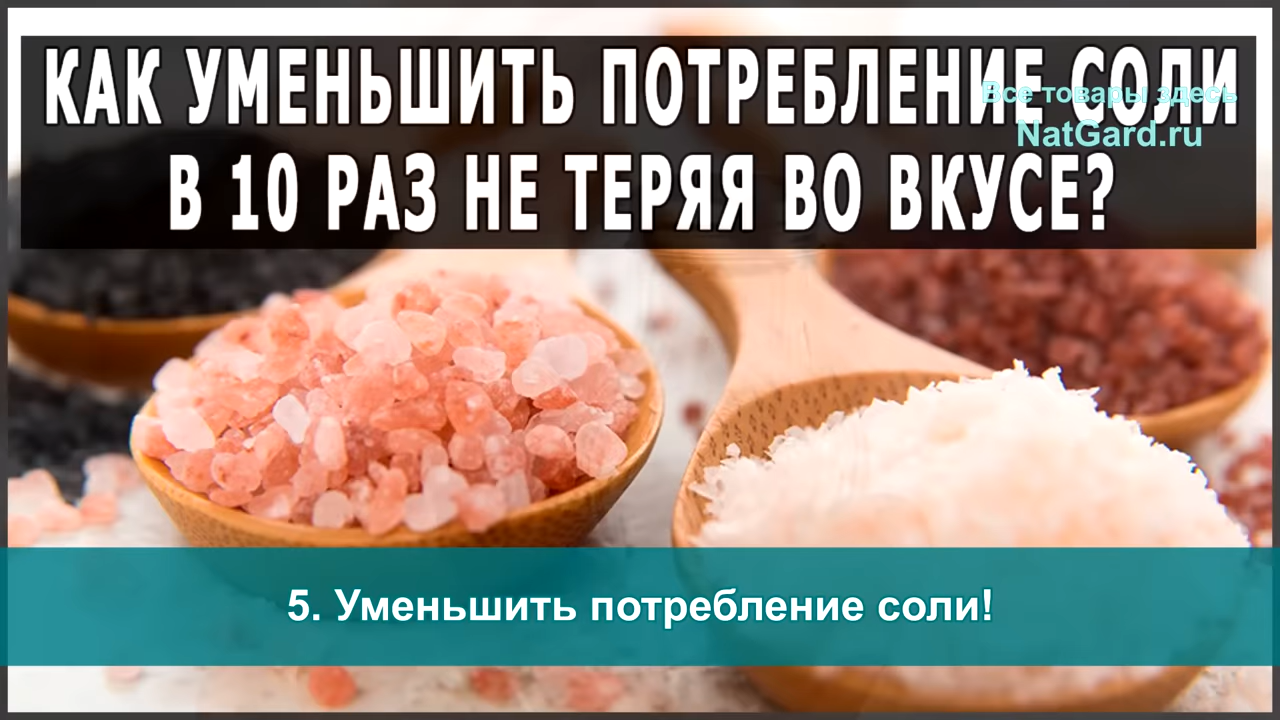 КАК УМЕНЬШИТЬ ПОТРЕБЛЕНИЕ СОЛИ
Все товары здесь
NatGard.ru
В 10 РАЗ НЕ ТЕРЯЯ ВО ВКУСЕ?
5. Уменьшить потребление соли!